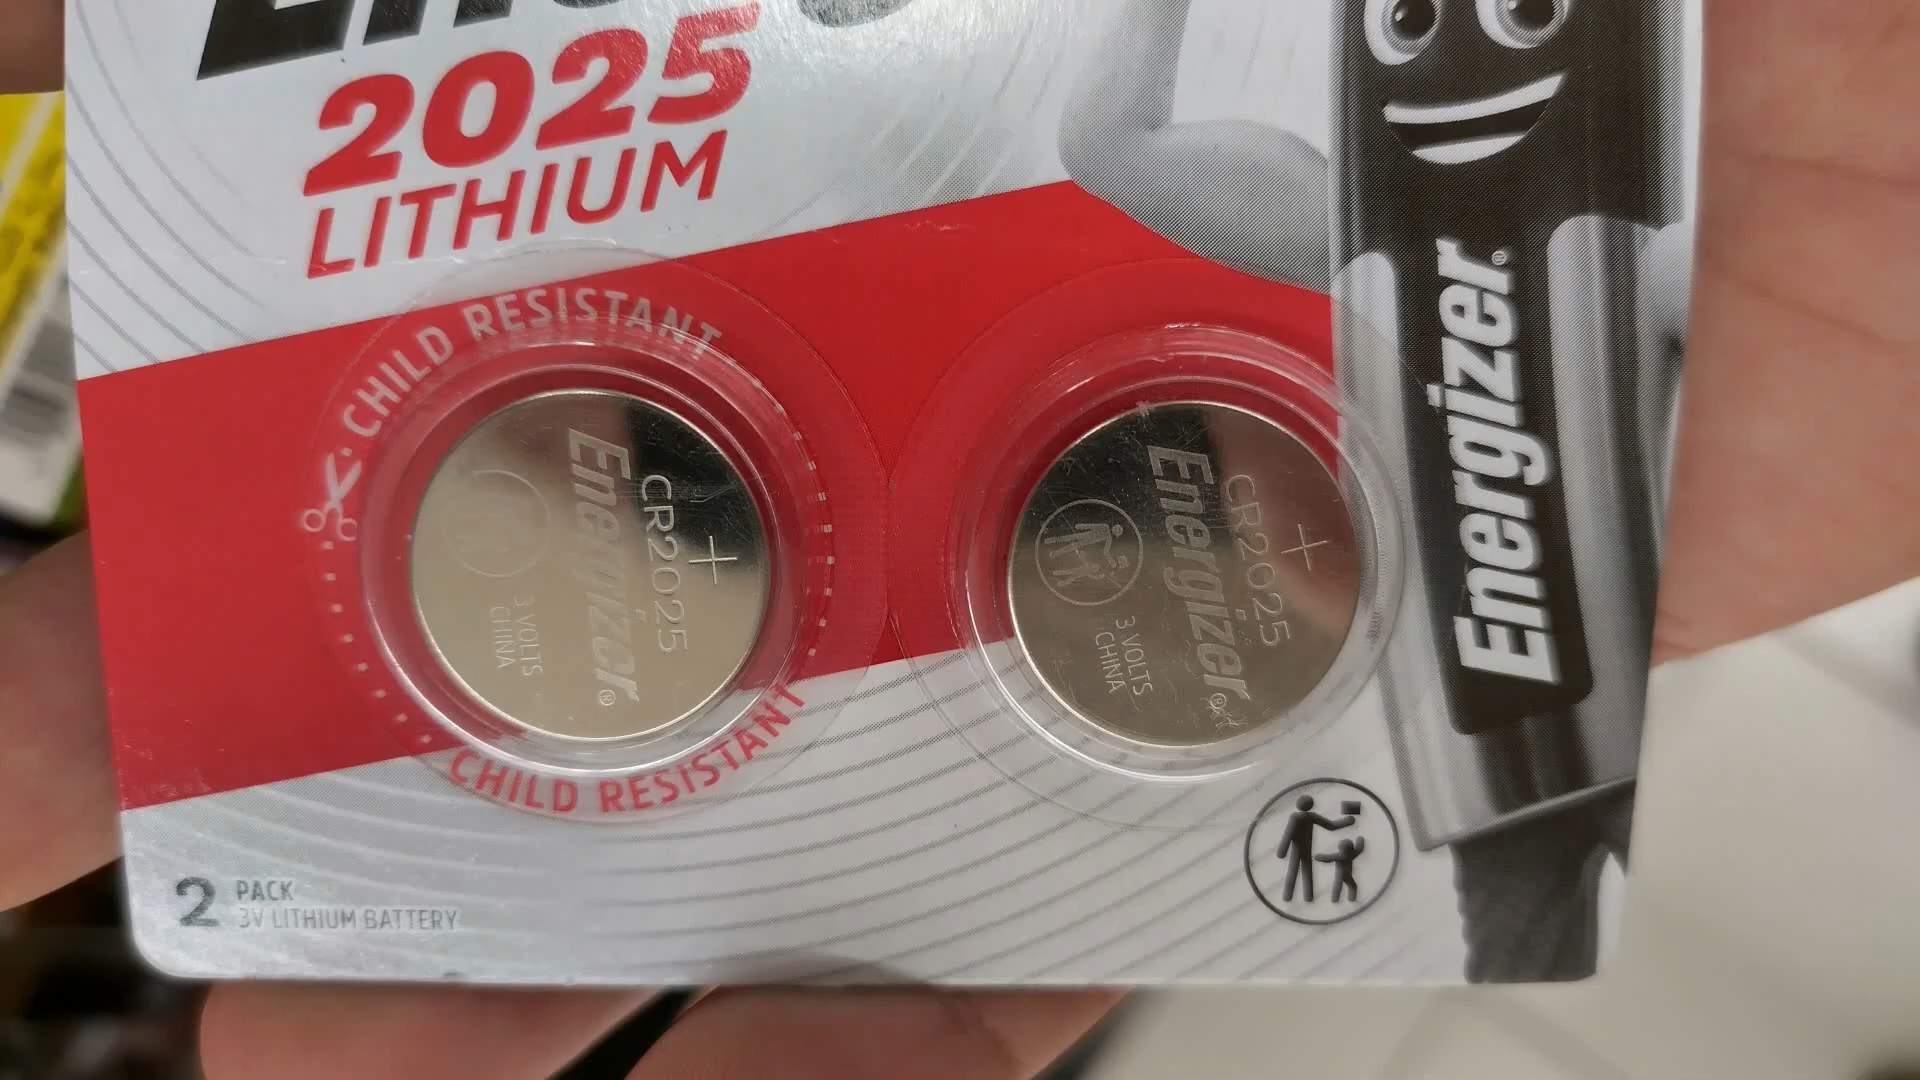 2025
LITHIUM
CHILD RESISTANT
CHILD RESISTANT
+
CR2025
Energizer®
3 VOLTS
CHINA
+
CR2025
Energizer®
3 VOLTS
CHINA
Energizer®
2 PACK
3V LITHIUM BATTERY